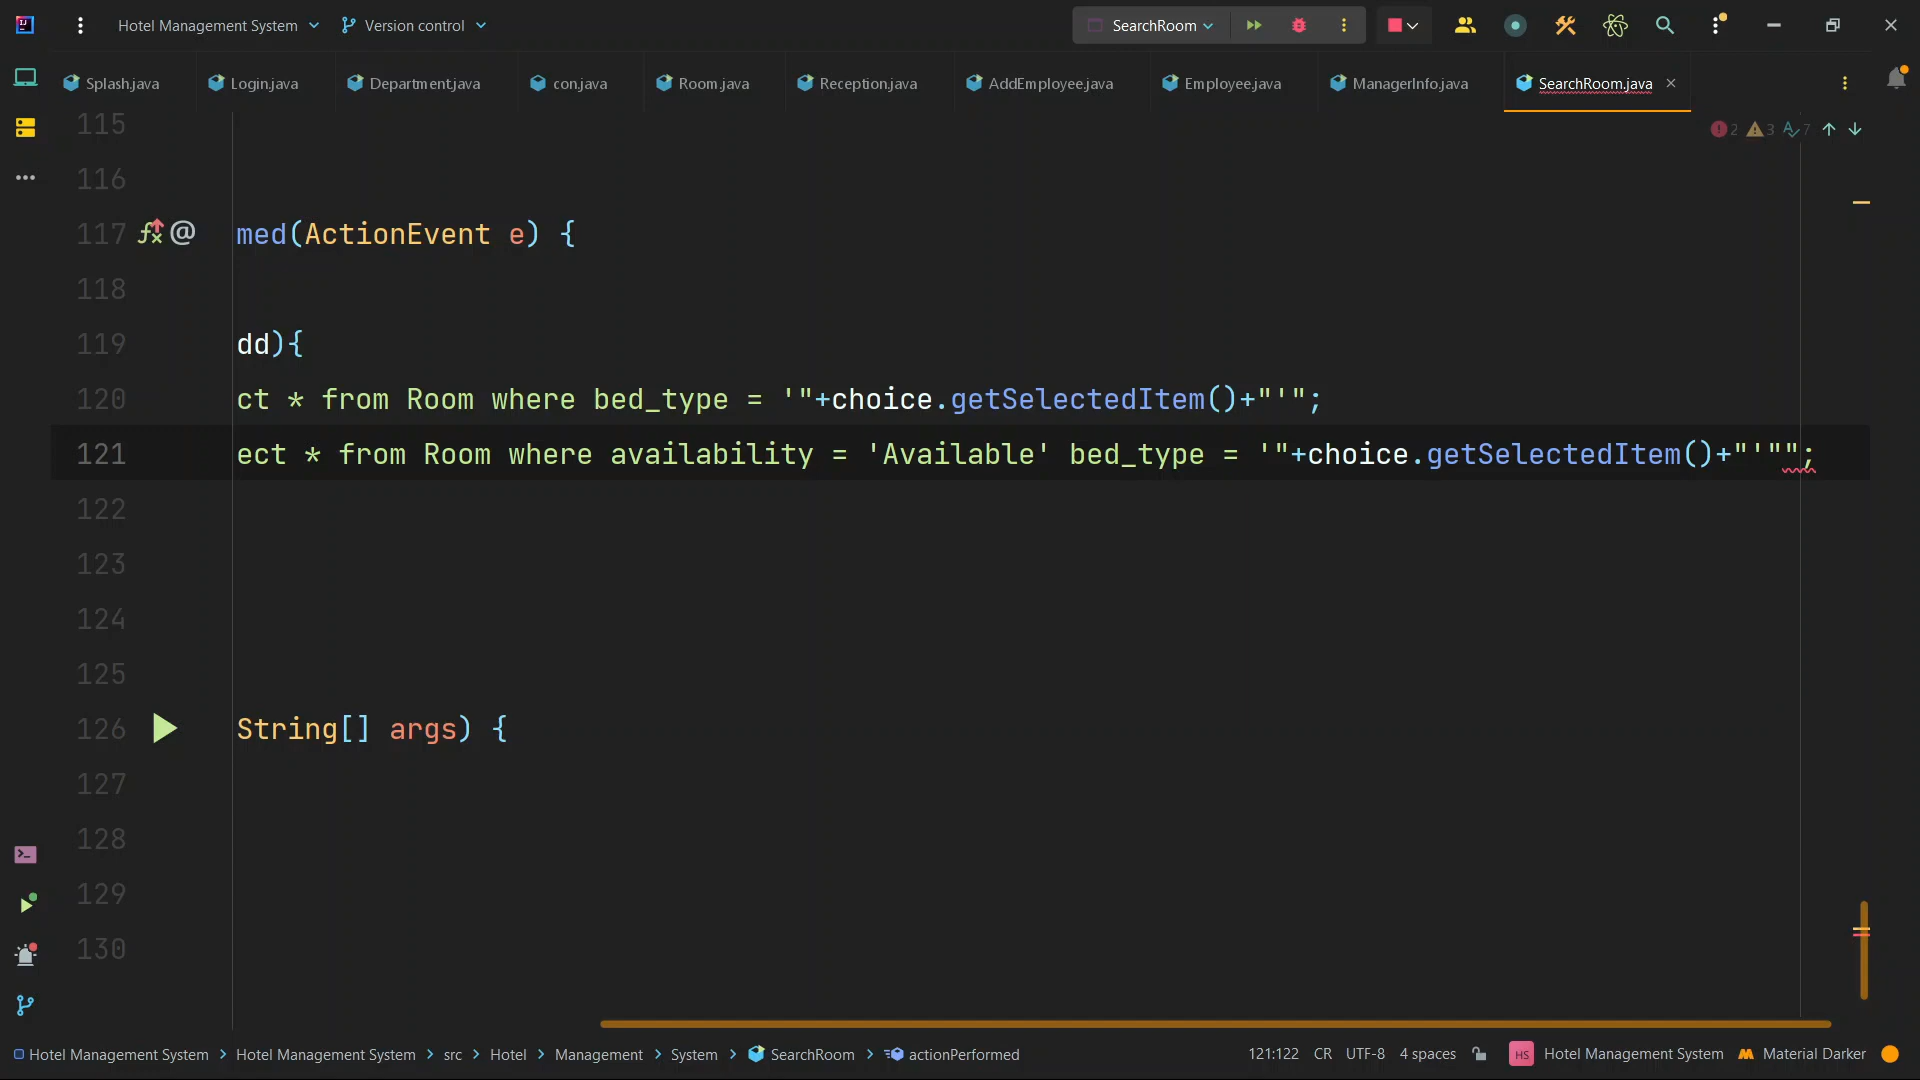 Hotel Management System
Version control
SearchRoom
Splash.java
Login.java
Department.java
con.java
Room.java
Reception.java
AddEmployee.java
Employee.java
ManagerInfo.java
SearchRoom.java
2 3 7
115
116
117 @ med(ActionEvent e) {
118
119 dd){
120 ct * from Room where bed_type = '"+choice.getSelectedItem()+"'";
121 ect * from Room where availability = 'Available' bed_type = '"+choice.getSelectedItem()+"'"";
122
123
124
125
126 String[] args) {
127
128
129
130
Hotel Management System > Hotel Management System > src > Hotel > Management > System > SearchRoom > actionPerformed
121:122 CR UTF-8 4 spaces HS Hotel Management System Material Darker